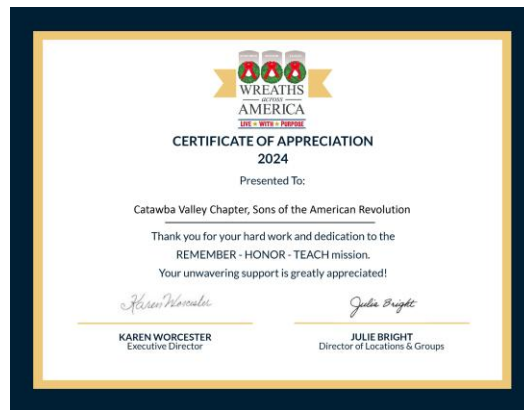 WREATHS
across
AMERICA
LIVE ★ WITH ★ PURPOSE
CERTIFICATE OF APPRECIATION
2024
Presented To:
Catawba Valley Chapter, Sons of the American Revolution
Thank you for your hard work and dedication to the
REMEMBER - HONOR - TEACH mission.
Your unwavering support is greatly appreciated!
Karen Worcester
Julie Bright
KAREN WORCESTER
Executive Director
JULIE BRIGHT
Director of Locations & Groups